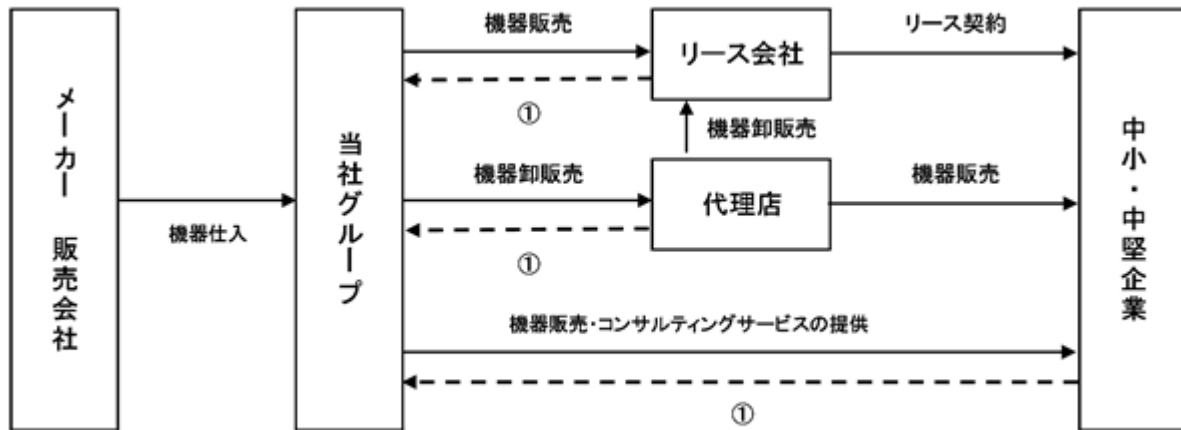 メーカー 販売会社
機器仕入
当社グループ
機器販売
①
リース会社
リース契約
機器卸販売
機器卸販売
①
代理店
機器販売
機器販売・コンサルティングサービスの提供
①
中小・中堅企業